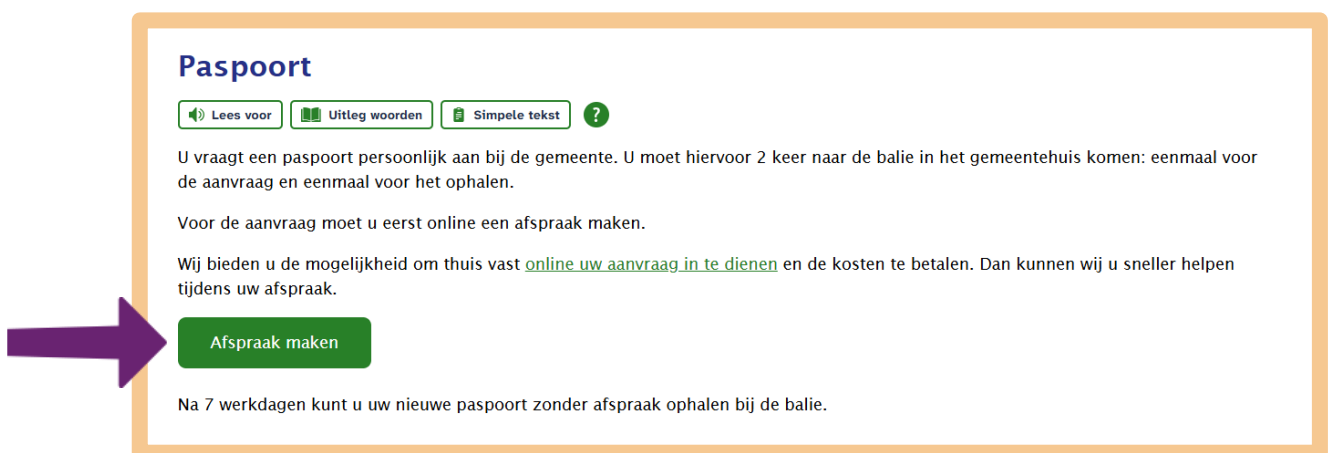 Paspoort
Lees voor Uitleg woorden Simpele tekst ?
U vraagt een paspoort persoonlijk aan bij de gemeente. U moet hiervoor 2 keer naar de balie in het gemeentehuis komen: eenmaal voor
de aanvraag en eenmaal voor het ophalen.
Voor de aanvraag moet u eerst online een afspraak maken.
Wij bieden u de mogelijkheid om thuis vast online uw aanvraag in te dienen en de kosten te betalen. Dan kunnen wij u sneller helpen
tijdens uw afspraak.
Afspraak maken
Na 7 werkdagen kunt u uw nieuwe paspoort zonder afspraak ophalen bij de balie.